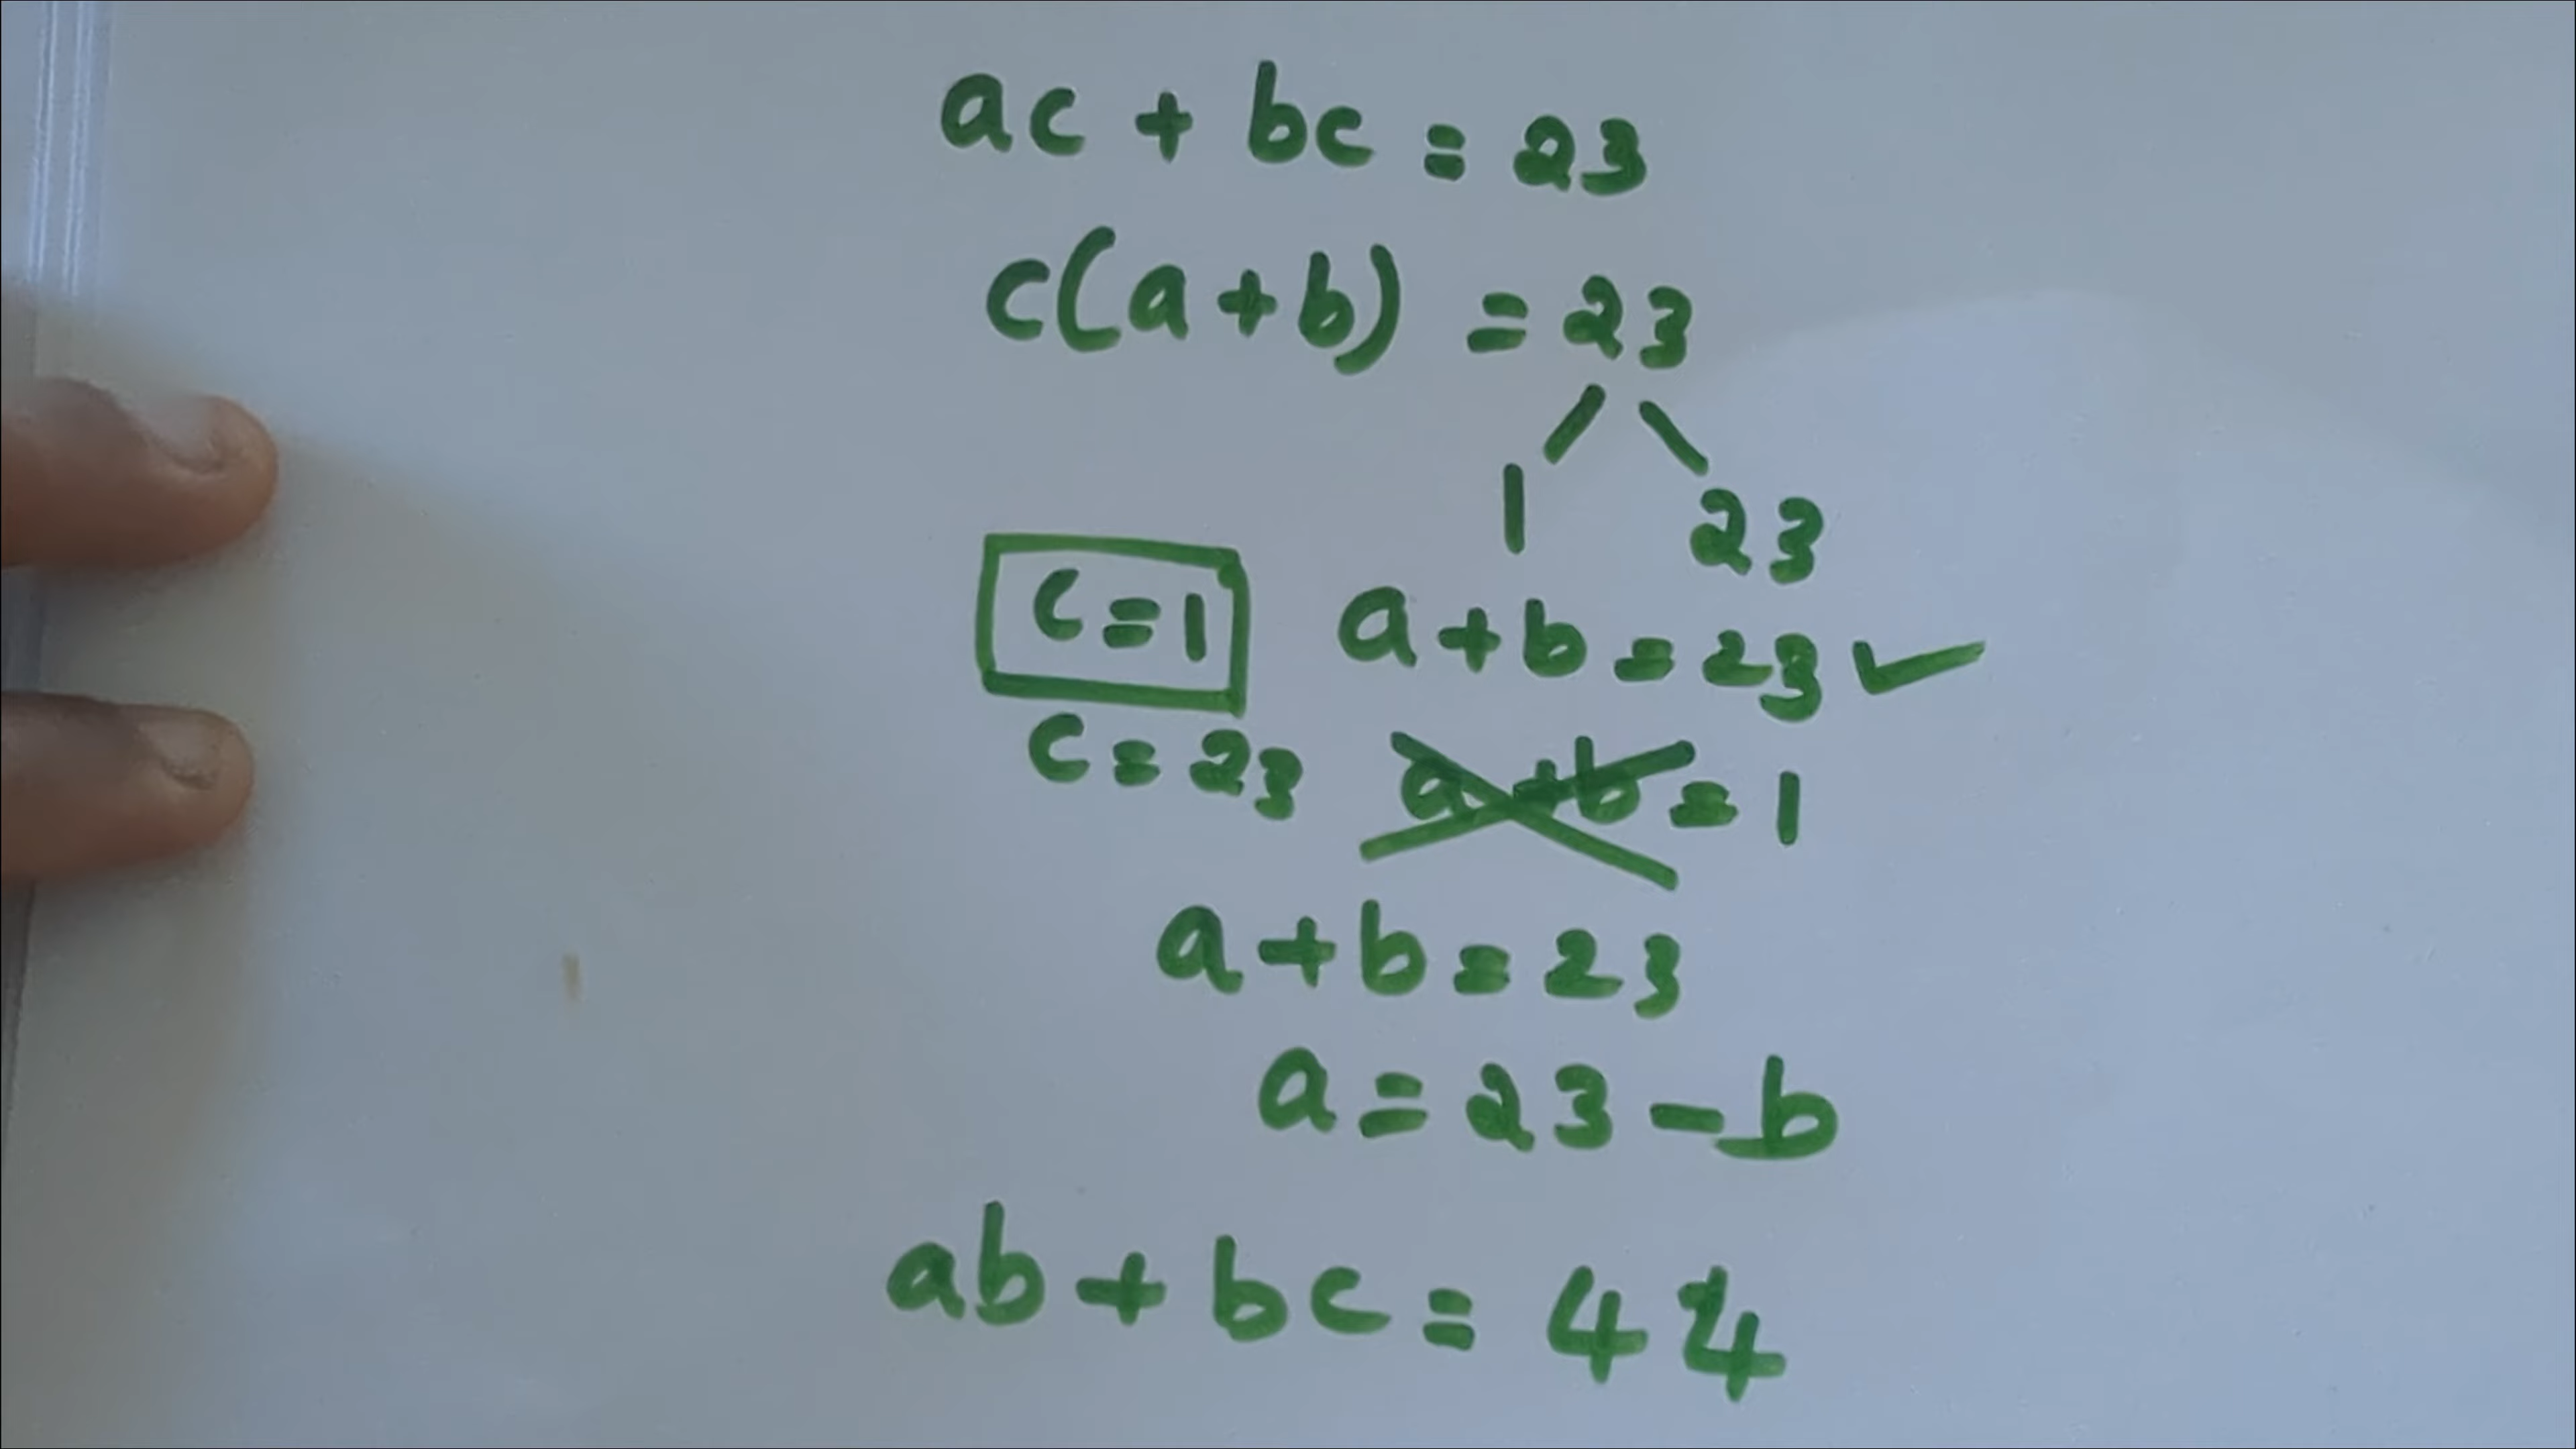 ac + bc = 23
c(a+b) = 23
1 23
c=1 a+b=23 ✓
c=23 a+b=1
a+b=23
a=23-b
ab+bc=44